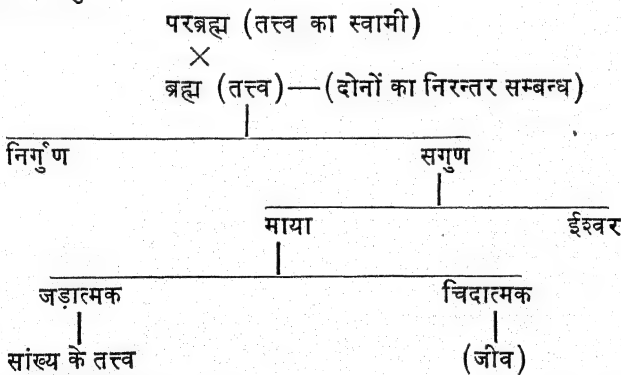 परब्रह्म (तत्त्व का स्वामी)
×
ब्रह्म (तत्त्व)—(दोनों का निरन्तर सम्बन्ध)
निर्गुण सगुण
माया ईश्वर
जड़ात्मक चिदात्मक
सांख्य के तत्त्व (जीव)